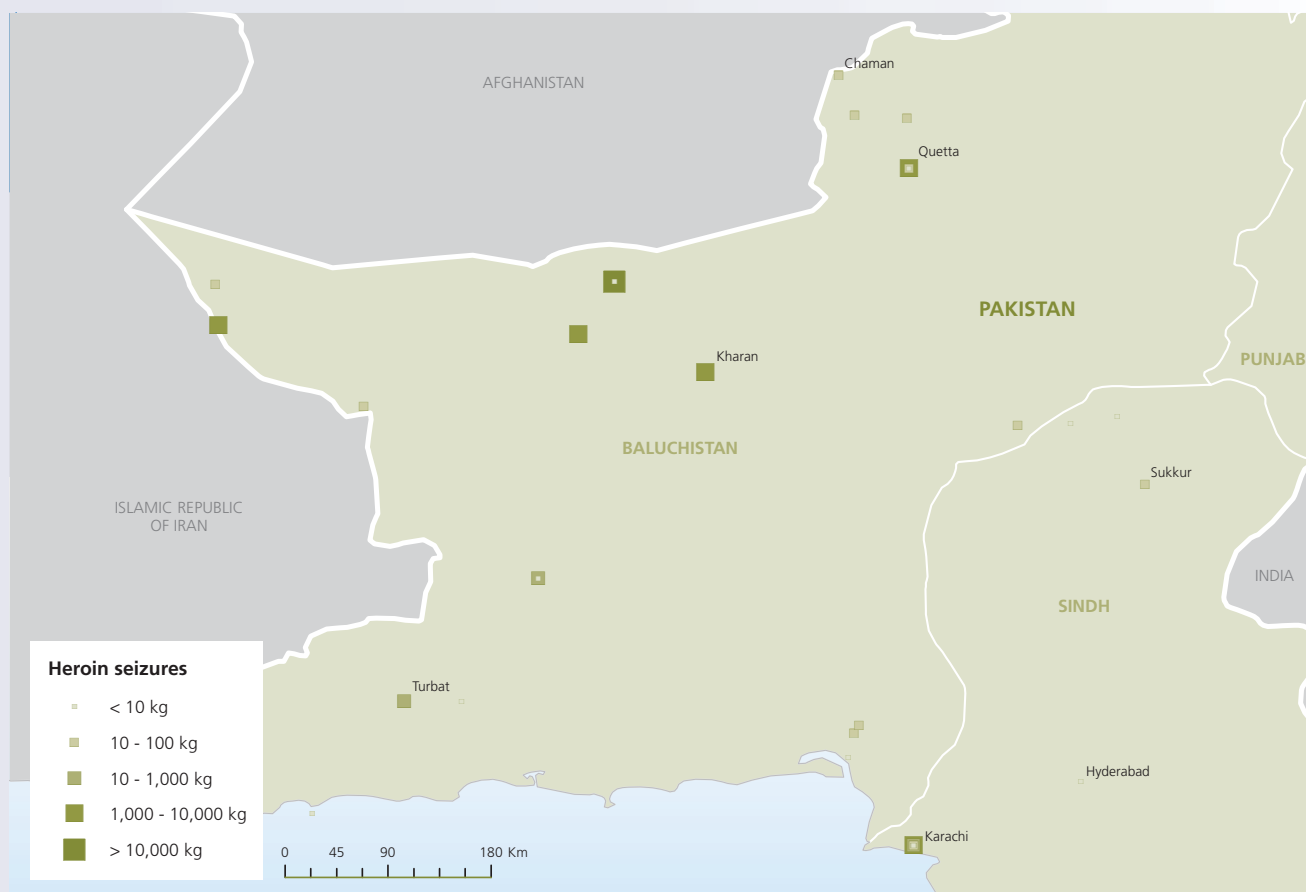 Chaman
AFGHANISTAN
Quetta
PAKISTAN
Kharan
PUNJAB
BALUCHISTAN
Sukkur
ISLAMIC REPUBLIC
OF IRAN
INDIA
SINDH
Heroin seizures
< 10 kg
10 - 100 kg
10 - 1,000 kg
1,000 - 10,000 kg
> 10,000 kg
Turbat
Hyderabad
Karachi
0 45 90 180 Km